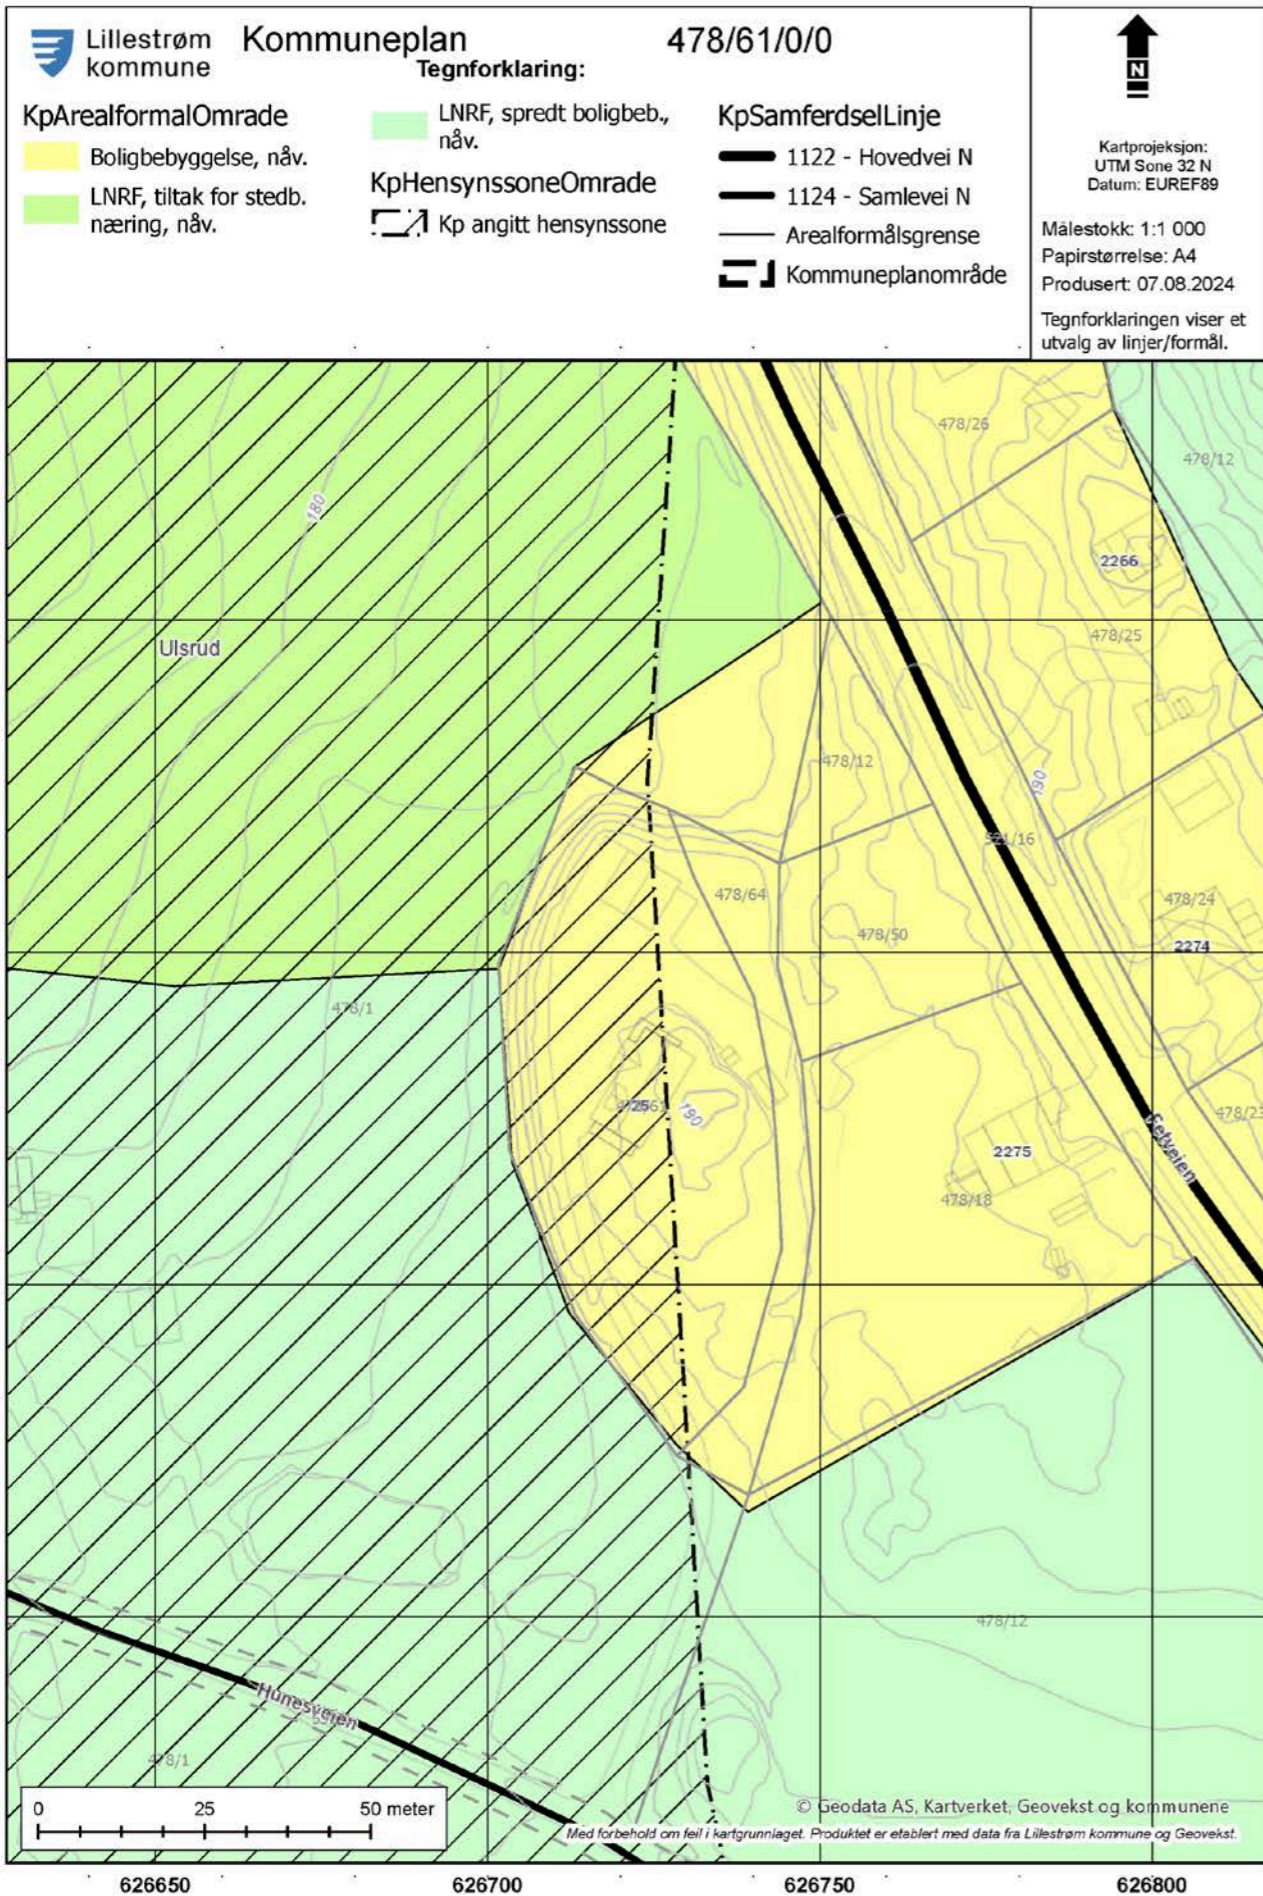 Lillestrøm
kommune
Kommuneplan
478/61/0/0
Tegnforklaring:
KpArealformalOmrade
Boligbebyggelse, nåv.
LNRF, tiltak for stedb.
næring, nåv.
LNRF, spredt boligbeb.,
nåv.
KpHensynssoneOmrade
Kp angitt hensynssone
KpSamferdselLinje
1122 - Hovedvei N
1124 - Samlevei N
Arealformålsgrense
Kommuneplanområde
N
Kartprojeksjon:
UTM Sone 32 N
Datum: EUREF89
Målestokk: 1:1 000
Papirstørrelse: A4
Produsert: 07.08.2024
Tegnforklaringen viser et
utvalg av linjer/formål.
478/26
478/12
180
2266
478/25
Ulsrud
478/12
190
521/16
478/64
478/24
478/50
2274
478/1
190
478/23
2275
Fetveien
478/18
478/12
Hunesveien
478/1
0 25 50 meter
© Geodata AS, Kartverket, Geovekst og kommunene
Med forbehold om feil i kartgrunnlaget. Produktet er etablert med data fra Lillestrøm kommune og Geovekst.
626650 626700 626750 626800